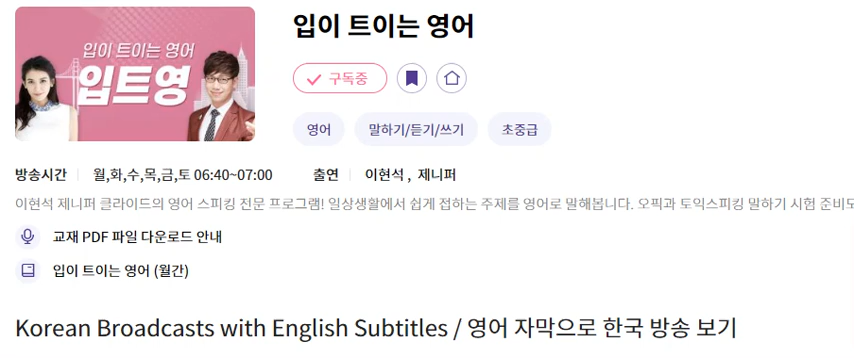 입이 트이는 영어
입트영
입이 트이는 영어
구독중
영어 말하기/듣기/쓰기 초중급
방송시간 월,화,수,목,금,토 06:40~07:00 출연 이현석 , 제니퍼
이현석 제니퍼 클라이드의 영어 스피킹 전문 프로그램! 일상생활에서 쉽게 접하는 주제를 영어로 말해봅니다. 오픽과 토익스피킹 말하기 시험 준비도
교재 PDF 파일 다운로드 안내
입이 트이는 영어 (월간)
Korean Broadcasts with English Subtitles / 영어 자막으로 한국 방송 보기